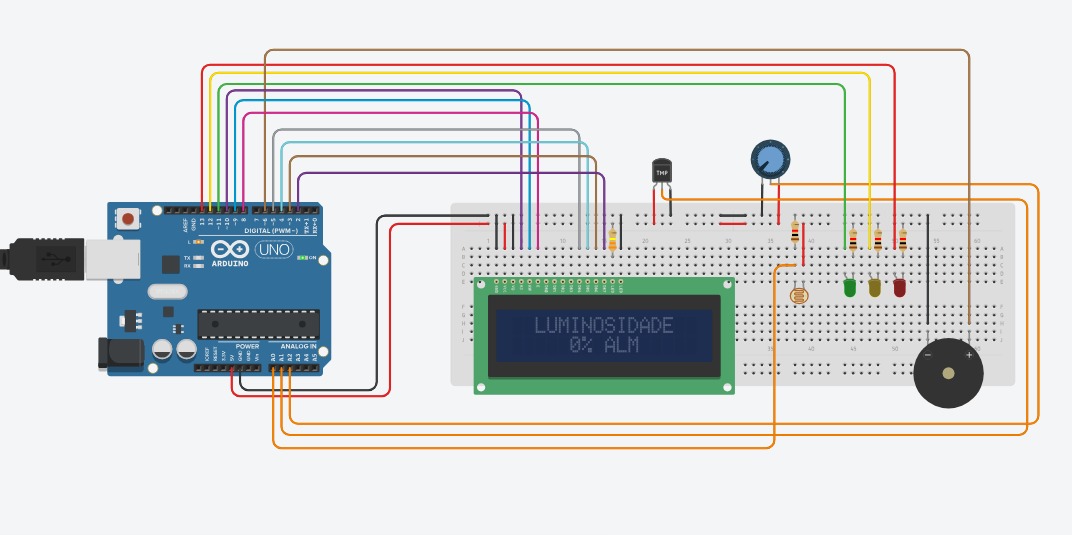 AREF
GND
13
12
~11
~10
~9
8
7
~6
~5
4
~3
2
TX→1
RX←0
DIGITAL (PWM~)
L
TX
RX
ARDUINO
UNO
ON
POWER
ANALOG IN
IOREF
RESET
3.3V
5V
GND
GND
Vin
A0
A1
A2
A3
A4
A5
TMP
LUMINOSIDADE
0% ALM